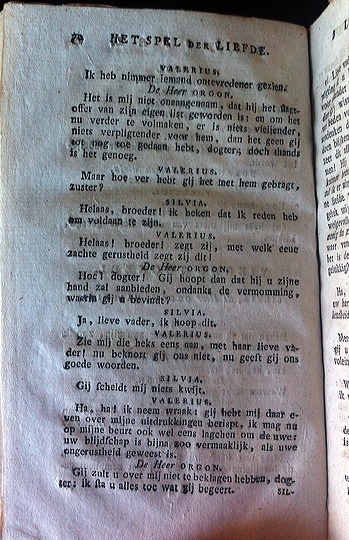 70 HET SPEL DER LIEFDE.
VALERIUS.
Ik heb nimmer iemond ontevredener gezien.
De Heer ORGON.
Het is mij niet onaangenaam, dat hij het slagt-
offer van zijn eigen list geworden is: en om het
nu verder te volmaken, er is niets vleijender,
niets verpligtender voor hem, dan het geen gij
tot nog toe gedaan hebt, dogter; doch thands
is het genoeg.
VALERIUS.
Maar hoe ver hebt gij het met hem gebragt,
zuster?
SILVIA.
Helaas, broeder! ik beken dat ik reden heb
om voldaan te zijn.
VALERIUS.
Helaas! broeder! zegt zij, met welk eene
zachte gerustheid zegt zij dit!
De Heer ORGON.
Hoe! dogter! Gij hoopt dan dat hij u zijne
hand zal aanbieden, ondanks de vermomming,
waarin gij u bevindt?
SILVIA.
Ja, lieve vader, ik hoop dit.
VALERIUS.
Zie mij die heks eens aan, met haar lieve va-
der! nu beknort gij ons niet, nu geeft gij ons
goede woorden.
SILVIA.
Gij scheldt mij niets kwijt.
VALERIUS.
Ha, ha! ik neem wraak; gij hebt mij daar e-
ven over mijne uitdrukkingen berispt, ik mag nu
op mijne beurt ook wel eens lagchen om de uwe:
uw blijdschap is bijna zoo vermaaklijk, als uwe
ongerustheid geweest is.
De Heer ORGON.
Gij zult u over mij niet te beklagen hebben, dog-
ter; ik sta u alles toe wat gij begeert.
SIL-